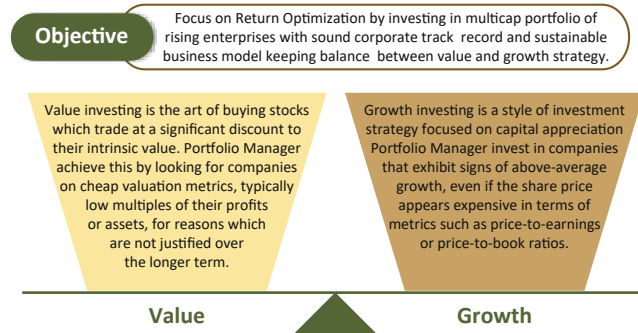 Objective
Focus on Return Optimization by investing in multicap portfolio of
rising enterprises with sound corporate track record and sustainable
business model keeping balance between value and growth strategy.
Value investing is the art of buying stocks
which trade at a significant discount to
their intrinsic value. Portfolio Manager
achieve this by looking for companies
on cheap valuation metrics, typically
low multiples of their profits
or assets, for reasons which
are not justified over
the longer term.
Growth investing is a style of investment
strategy focused on capital appreciation
Portfolio Manager invest in companies
that exhibit signs of above-average
growth, even if the share price
appears expensive in terms of
metrics such as price-to-earnings
or price-to-book ratios.
Value
Growth